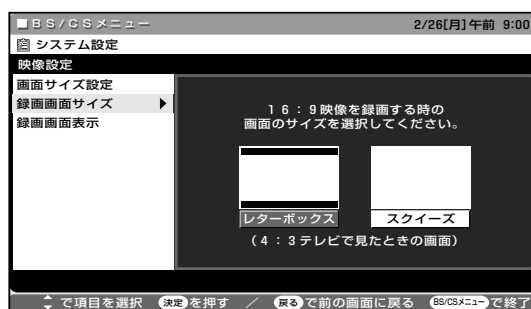 ■BS/CSメニュー 2/26[月]午前 9:00
システム設定
映像設定
画面サイズ設定
録画画面サイズ ▶
録画画面表示
16:9映像を録画する時の
画面のサイズを選択してください。
レターボックス スクイーズ
(4:3テレビで見たときの画面)
で項目を選択 決定を押す / 戻るで前の画面に戻る BS/CSメニューで終了